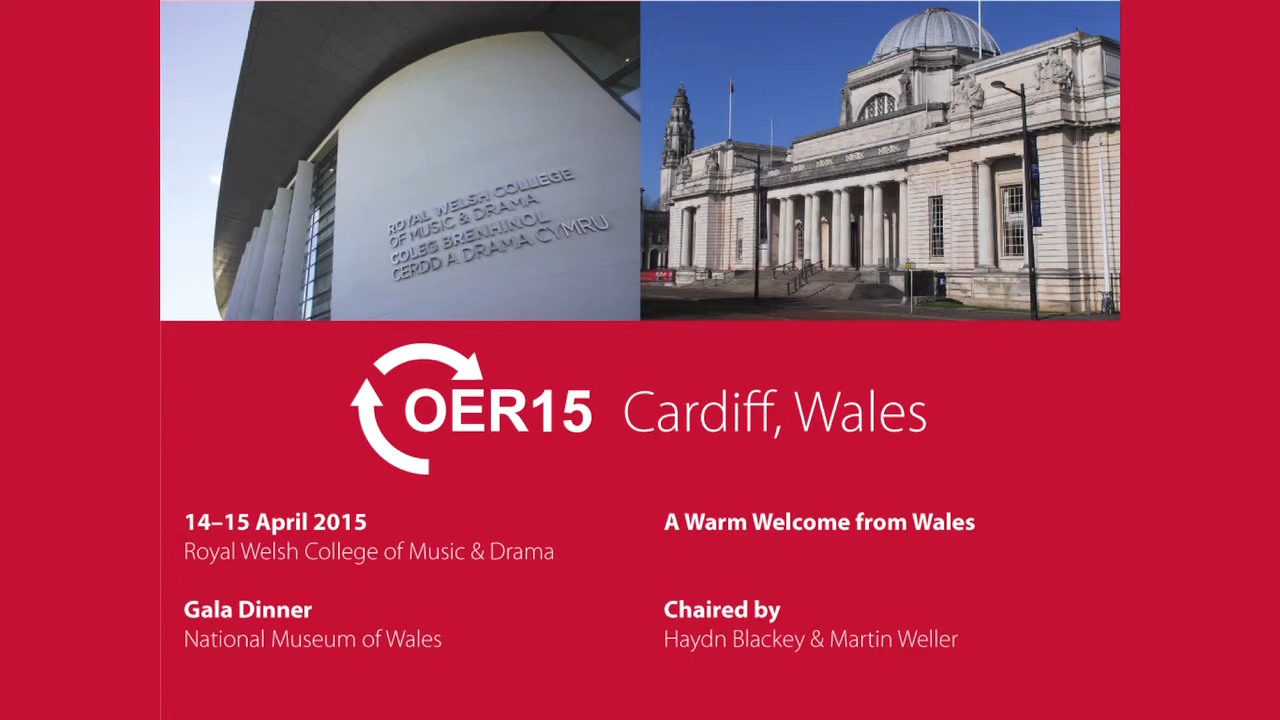 ROYAL WELSH COLLEGE
OF MUSIC & DRAMA
COLEG BRENHINOL
CERDD A DRAMA CYMRU
OER15 Cardiff, Wales
14–15 April 2015
Royal Welsh College of Music & Drama
Gala Dinner
National Museum of Wales
A Warm Welcome from Wales
Chaired by
Haydn Blackey & Martin Weller